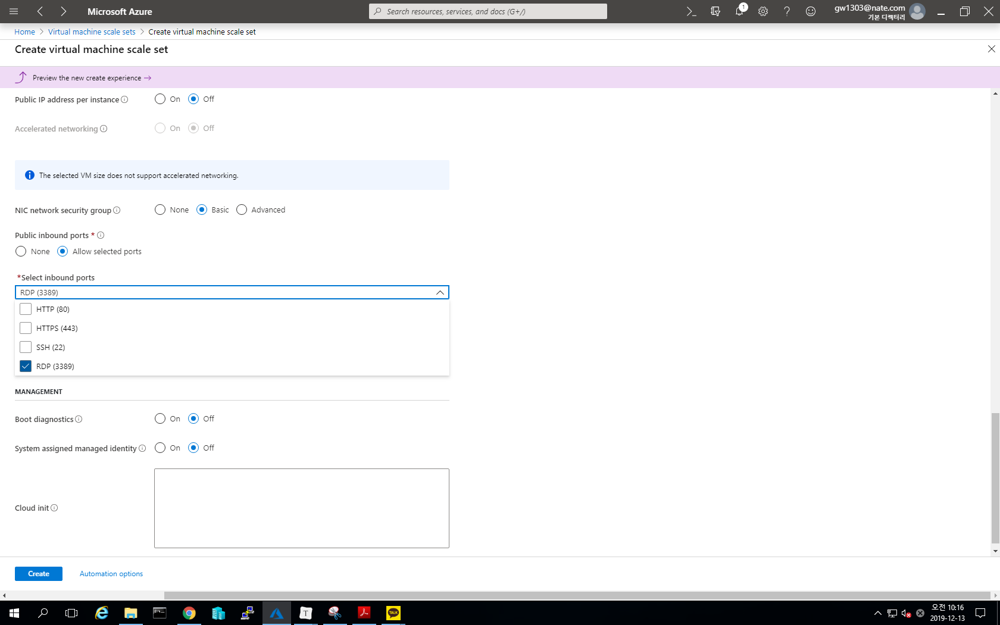 Microsoft Azure
Search resources, services, and docs (G+/)
1
gw1303@nate.com
기본 디렉터리
Home > Virtual machine scale sets > Create virtual machine scale set
Create virtual machine scale set
Preview the new create experience →
Public IP address per instance On Off
Accelerated networking On Off
The selected VM size does not support accelerated networking.
NIC network security group None Basic Advanced
Public inbound ports *
None Allow selected ports
*Select inbound ports
RDP (3389)
HTTP (80)
HTTPS (443)
SSH (22)
RDP (3389)
MANAGEMENT
Boot diagnostics On Off
System assigned managed identity On Off
Cloud init
Create Automation options
T
TALK
오전 10:16
2019-12-13